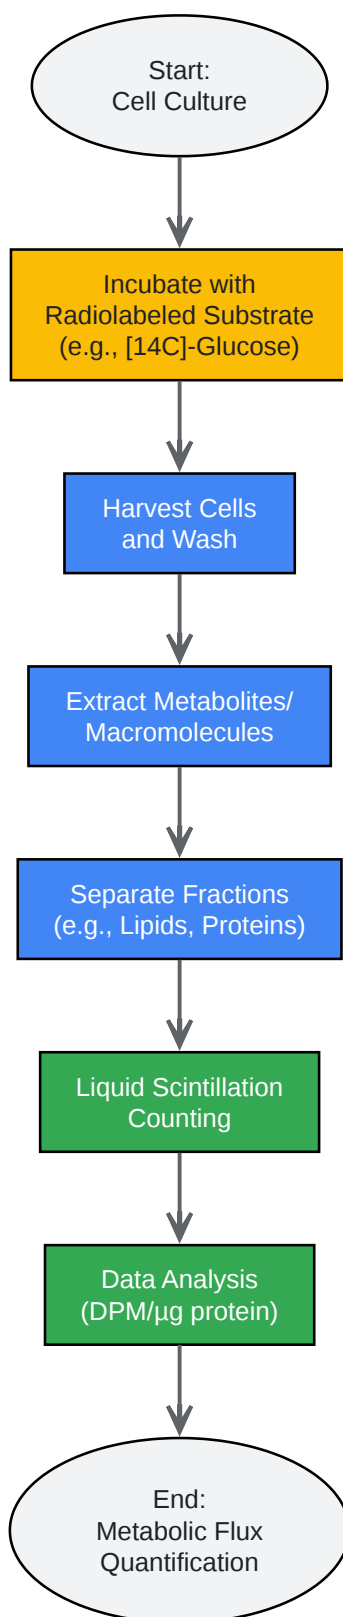 Start:
Cell Culture
Incubate with
Radiolabeled Substrate
(e.g., [14C]-Glucose)
Harvest Cells
and Wash
Extract Metabolites/
Macromolecules
Separate Fractions
(e.g., Lipids, Proteins)
Liquid Scintillation
Counting
Data Analysis
(DPM/µg protein)
End:
Metabolic Flux
Quantification